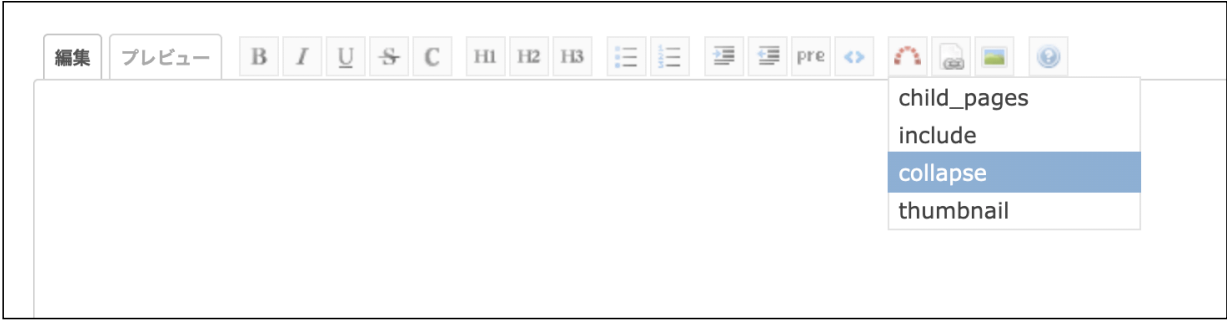 編集 プレビュー B I U S C H1 H2 H3 pre <>
child_pages
include
collapse
thumbnail